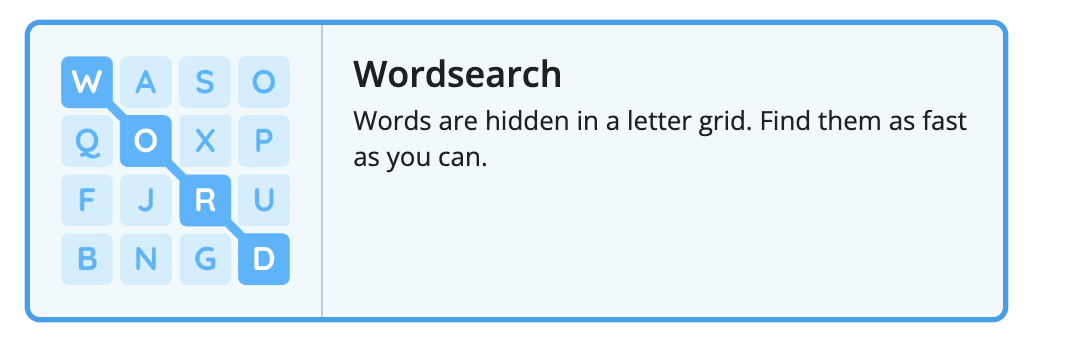 W A S O
Q O X P
F J R U
B N G D
Wordsearch
Words are hidden in a letter grid. Find them as fast
as you can.